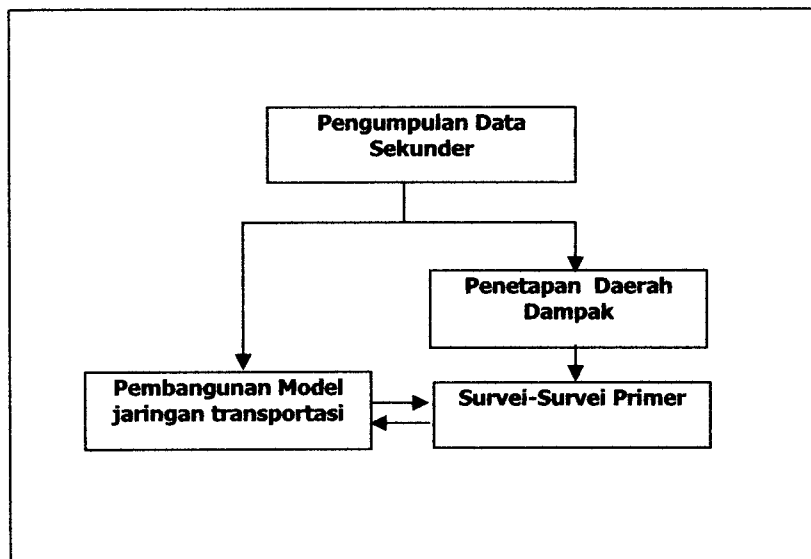 Pengumpulan Data
Sekunder
Penetapan Daerah
Dampak
Pembangunan Model
jaringan transportasi
Survei-Survei Primer